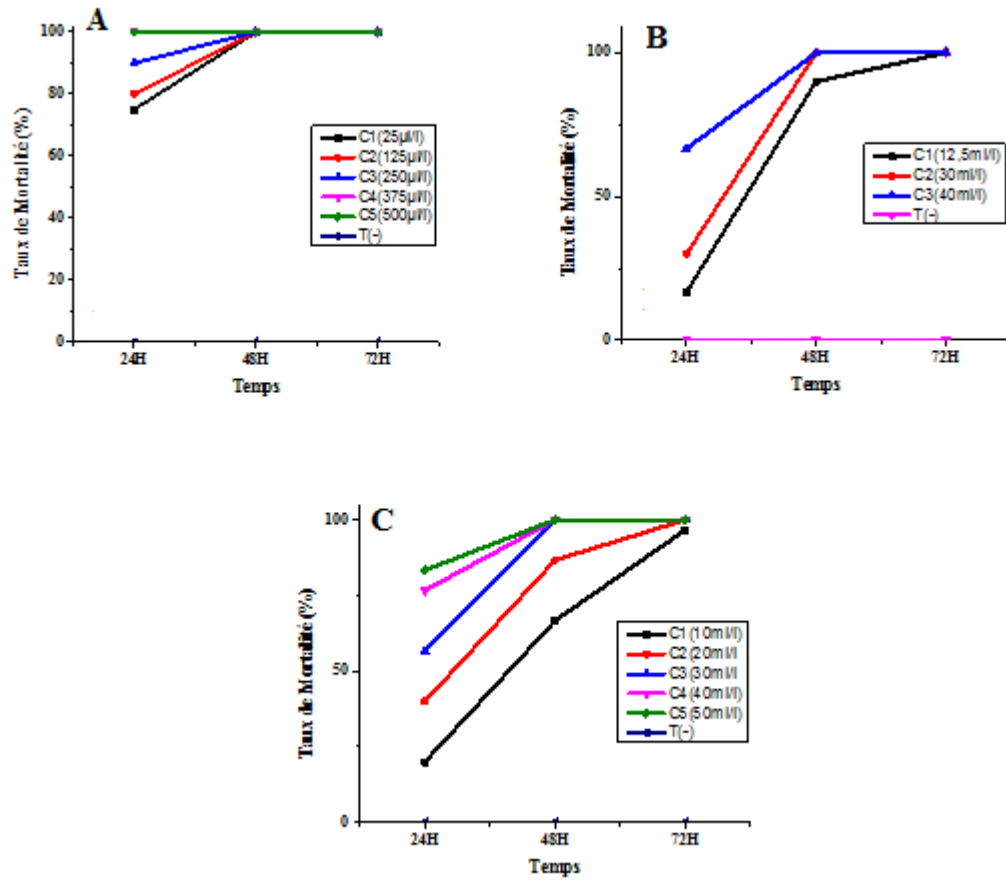 A
100
80
60
40
20
0
Taux de Mortalité (%)
C1(25µl/l)
C2(125µl/l)
C3(250µl/l)
C4(375µl/l)
C5(500µl/l)
T(-)
24H 48H 72H
Temps
B
100
50
0
Taux de Mortalité (%)
C1(12,5ml/l)
C2(30ml/l)
C3(40ml/l)
T(-)
24H 48H 72H
Temps
C
100
50
0
Taux de Mortalité (%)
C1(10ml/l)
C2(20ml/l
C3(30ml/l
C4(40ml/l)
C5(50ml/l)
T(-)
24H 48H 72H
Temps